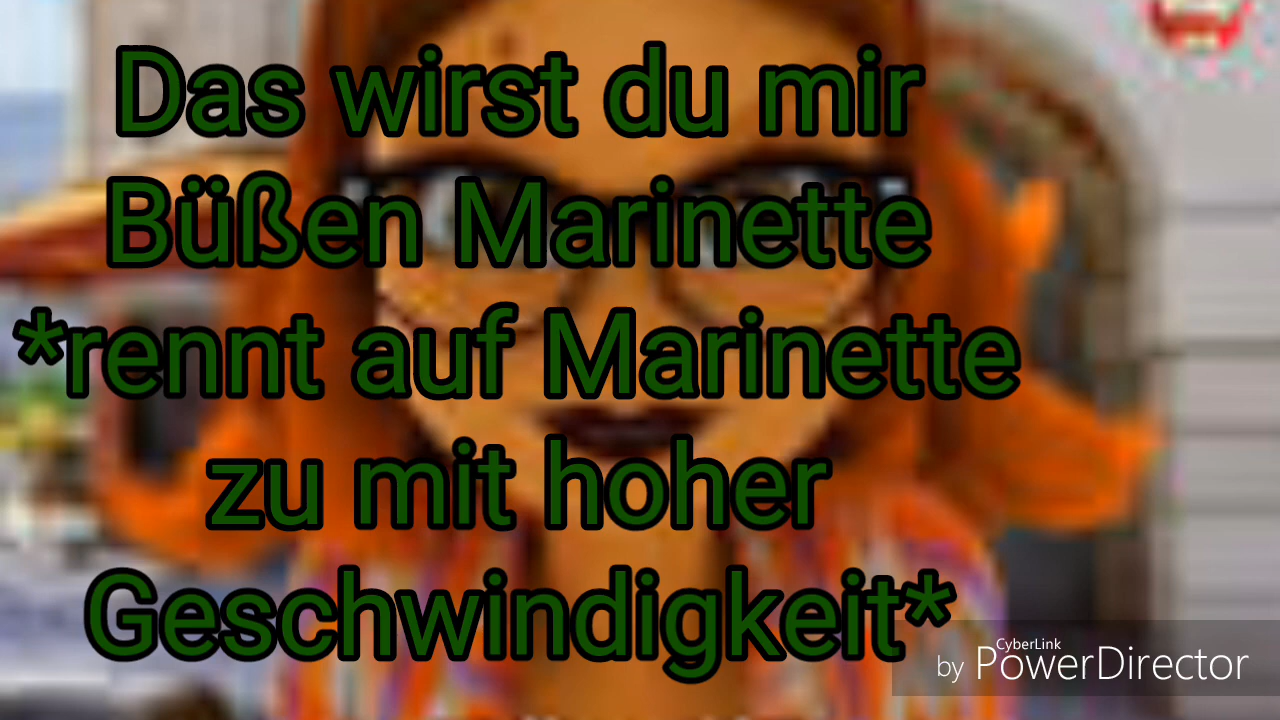 Das wirst du mir
Büßen Marinette
*rennt auf Marinette
zu mit hoher
Geschwindigkeit*
CyberLink
by PowerDirector